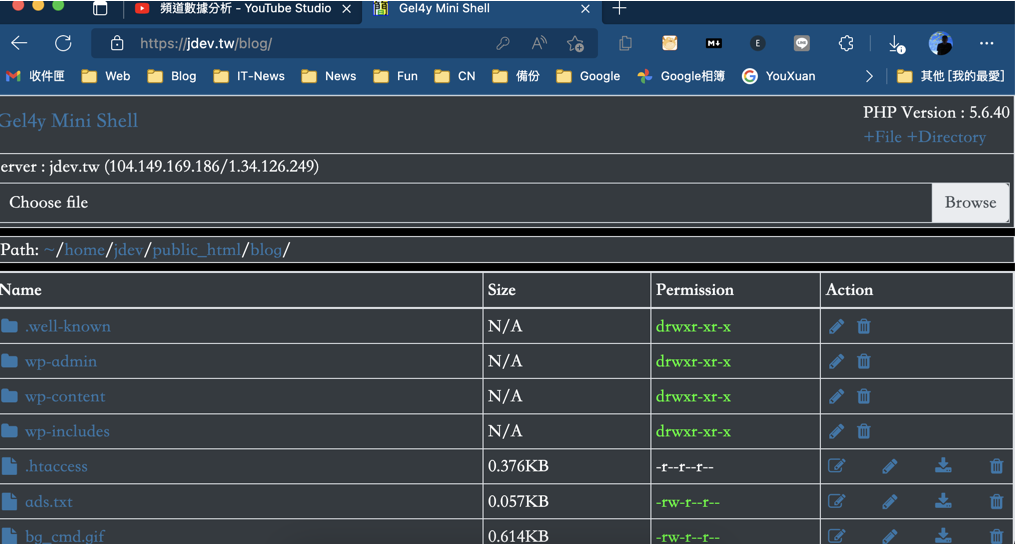 頻道數據分析 - YouTube Studio
Gel4y Mini Shell
https://jdev.tw/blog/
收件匣 Web Blog IT-News News Fun CN 備份 Google Google相簿 YouXuan 其他 [我的最愛]
Gel4y Mini Shell
PHP Version : 5.6.40
+File +Directory
erver : jdev.tw (104.149.169.186/1.34.126.249)
Choose file Browse
Path: ~/home/jdev/public_html/blog/
Name Size Permission Action
.well-known N/A drwxr-xr-x
wp-admin N/A drwxr-xr-x
wp-content N/A drwxr-xr-x
wp-includes N/A drwxr-xr-x
.htaccess 0.376KB -r--r--r--
ads.txt 0.057KB -rw-r--r--
bg_cmd.gif 0.614KB -rw-r--r--